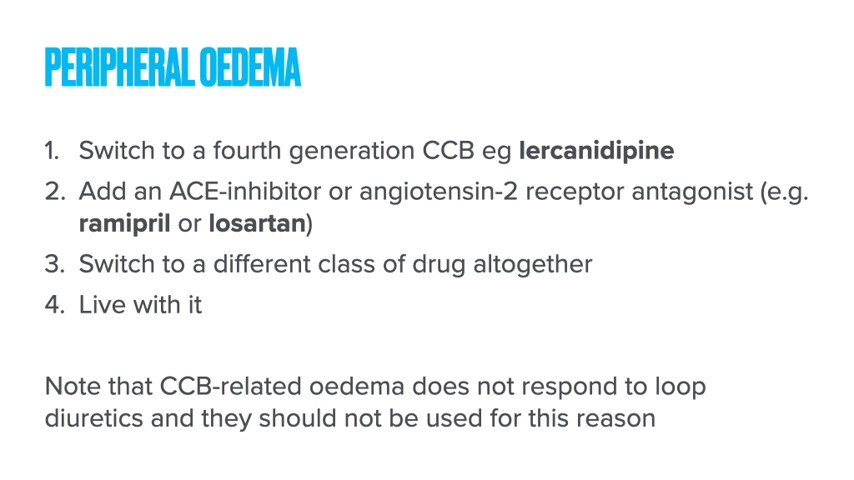 PERIPHERAL OEDEMA
1. Switch to a fourth generation CCB eg lercanidipine
2. Add an ACE-inhibitor or angiotensin-2 receptor antagonist (e.g.
ramipril or losartan)
3. Switch to a different class of drug altogether
4. Live with it
Note that CCB-related oedema does not respond to loop
diuretics and they should not be used for this reason